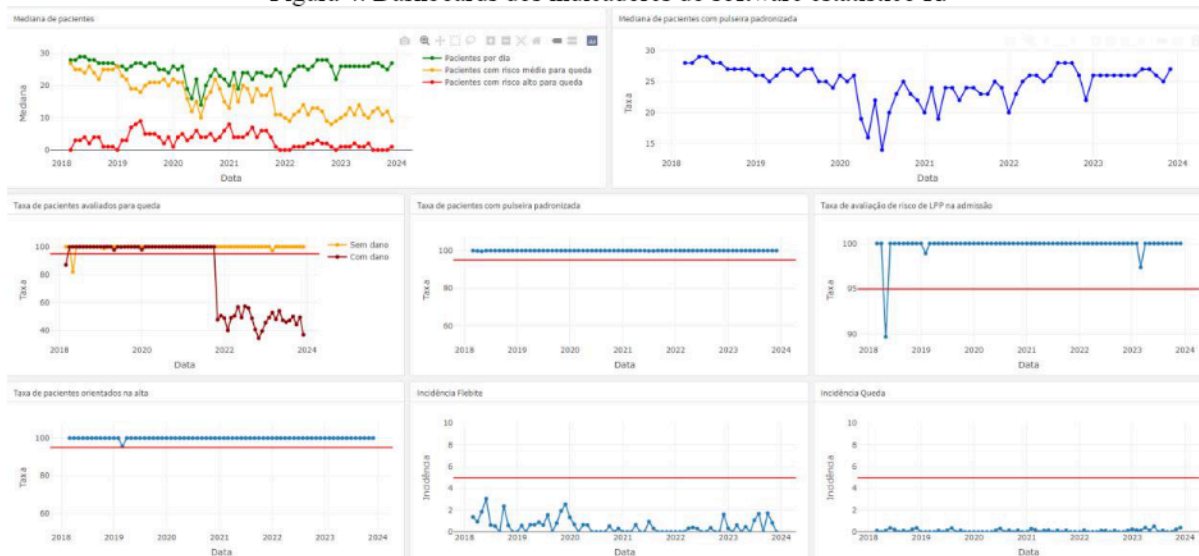 Figura 4. Dashboards dos indicadores do software estatístico R.
Mediana de pacientes
30
20
10
0
Mediana
2018 2019 2020 2021 2022 2023 2024
Data
Pacientes por dia
Pacientes com risco médio para queda
Pacientes com risco alto para queda
Mediana de pacientes com pulseira padronizada
30
25
20
15
Taxa
2018 2019 2020 2021 2022 2023 2024
Data
Taxa de pacientes avaliados para queda
100
80
60
40
Taxa
2018 2020 2022 2024
Data
Sem dano
Com dano
Taxa de pacientes com pulseira padronizada
100
80
60
Taxa
2018 2019 2020 2021 2022 2023 2024
Data
Taxa de avaliação de risco de LPP na admissão
100
95
90
Taxa
2018 2019 2020 2021 2022 2023 2024
Data
Taxa de pacientes orientados na alta
100
80
60
Taxa
2018 2019 2020 2021 2022 2023 2024
Data
Incidência Flebite
10
8
6
4
2
0
Incidência
2018 2019 2020 2021 2022 2023 2024
Data
Incidência Queda
10
8
6
4
2
0
Incidência
2018 2019 2020 2021 2022 2023 2024
Data